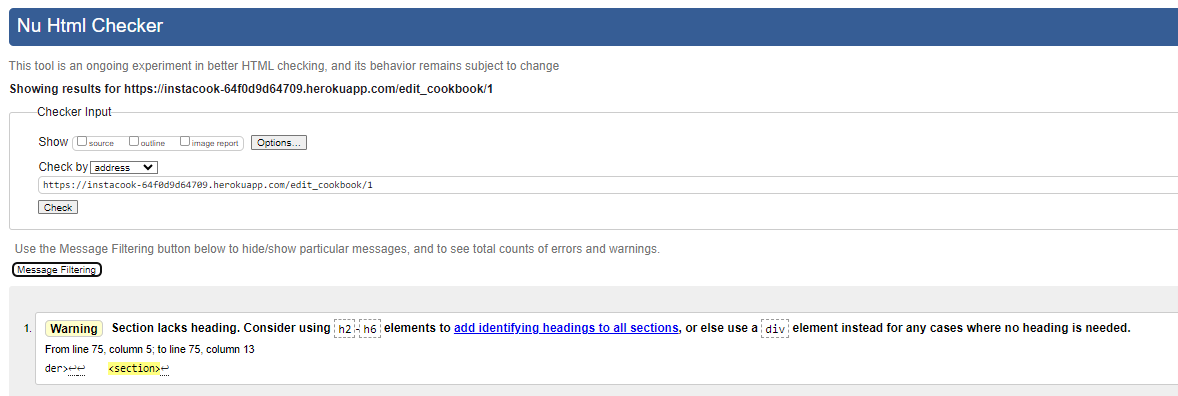 Nu Html Checker
This tool is an ongoing experiment in better HTML checking, and its behavior remains subject to change
Showing results for https://instacook-64f0d9d64709.herokuapp.com/edit_cookbook/1
Checker Input
Show source outline image report Options...
Check by address
https://instacook-64f0d9d64709.herokuapp.com/edit_cookbook/1
Check
Use the Message Filtering button below to hide/show particular messages, and to see total counts of errors and warnings.
Message Filtering
1. Warning Section lacks heading. Consider using h2-h6 elements to add identifying headings to all sections, or else use a div element instead for any cases where no heading is needed.
From line 75, column 5; to line 75, column 13
der>↩↩ <section>↩